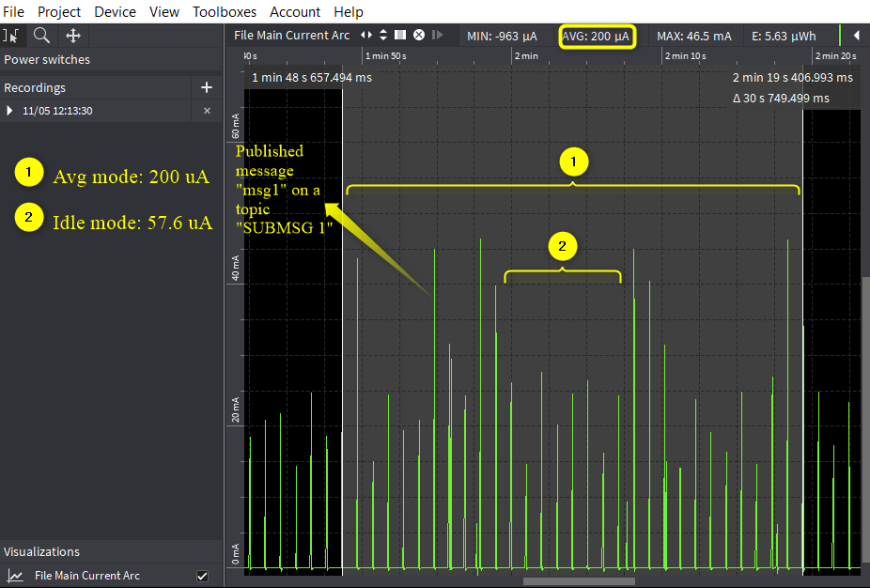 File Project Device View Toolboxes Account Help
File Main Current Arc MIN: -963 µA AVG: 200 µA MAX: 46.5 mA E: 5.63 µWh
Power switches
Recordings +
11/05 12:13:30 ×
1 min 50 s 2 min 2 min 10 s 2 min 20 s
1 min 48 s 657.494 ms 2 min 19 s 406.993 ms
Δ 30 s 749.499 ms
60 mA
40 mA
20 mA
0 mA
1 Avg mode: 200 uA
2 Idle mode: 57.6 uA
Published
message
"msg1" on a
topic
"SUBMSG 1"
1
2
Visualizations
File Main Current Arc